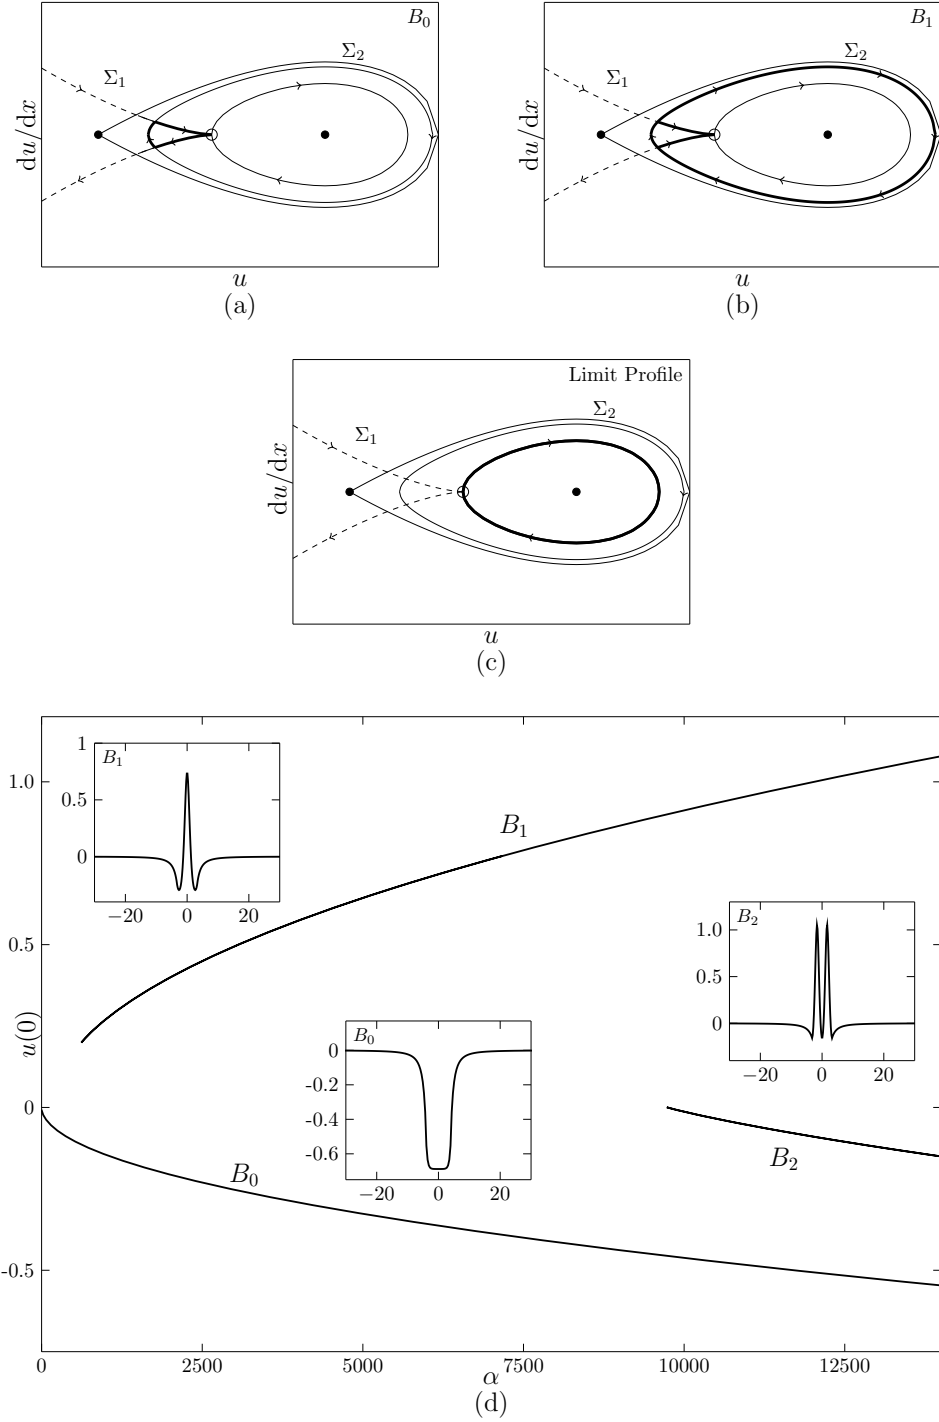 B₀
Σ₁
Σ₂
du/dx
u
(a)
B₁
Σ₁
Σ₂
du/dx
u
(b)
Limit Profile
Σ₁
Σ₂
du/dx
u
(c)
1.0
0.5
0
-0.5
u(0)
0 2500 5000 7500 10000 12500
α
(d)
B₁
B₀
B₂
B₁
1
0.5
0
−20 0 20
B₀
0
-0.2
-0.4
-0.6
−20 0 20
B₂
1.0
0.5
0
−20 0 20